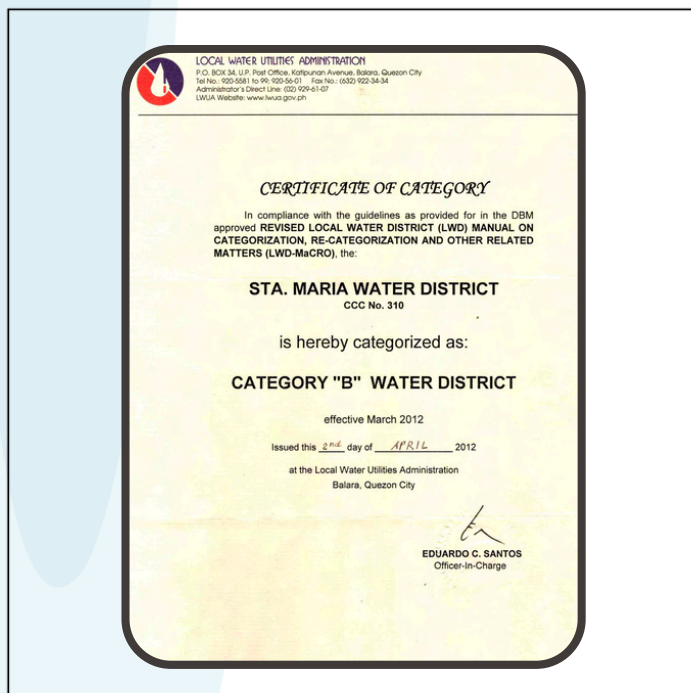 LOCAL WATER UTILITIES ADMINISTRATION
P.O. BOX 34, U.P. Post Office, Katipunan Avenue, Balara, Quezon City
Tel No.: 920-5581 to 99; 920-56-01 Fax No.: (632) 922-34-34
Administrator's Direct Line: (02) 929-61-07
LWUA Website: www.lwua.gov.ph
CERTIFICATE OF CATEGORY
In compliance with the guidelines as provided for in the DBM
approved REVISED LOCAL WATER DISTRICT (LWD) MANUAL ON
CATEGORIZATION, RE-CATEGORIZATION AND OTHER RELATED
MATTERS (LWD-MaCRO), the:
STA. MARIA WATER DISTRICT
CCC No. 310
is hereby categorized as:
CATEGORY "B" WATER DISTRICT
effective March 2012
Issued this 2nd day of APRIL 2012
at the Local Water Utilities Administration
Balara, Quezon City
EDUARDO C. SANTOS
Officer-In-Charge